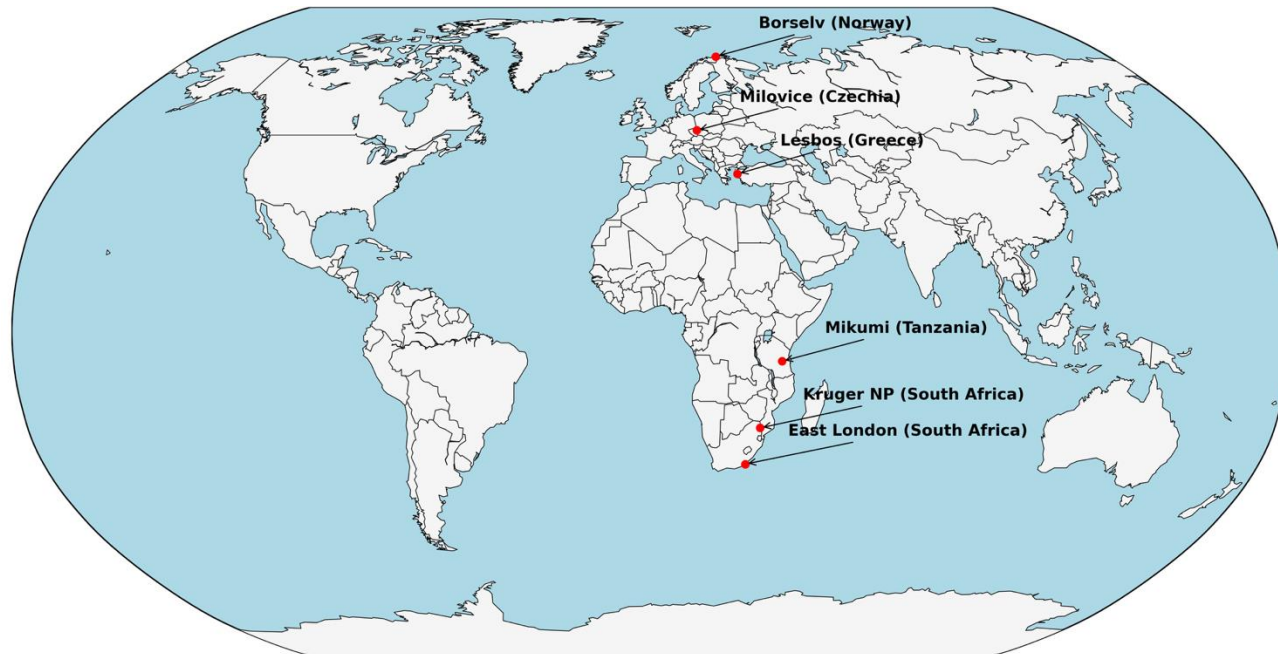 Borselv (Norway)
Milovice (Czechia)
Lesbos (Greece)
Mikumi (Tanzania)
Kruger NP (South Africa)
East London (South Africa)